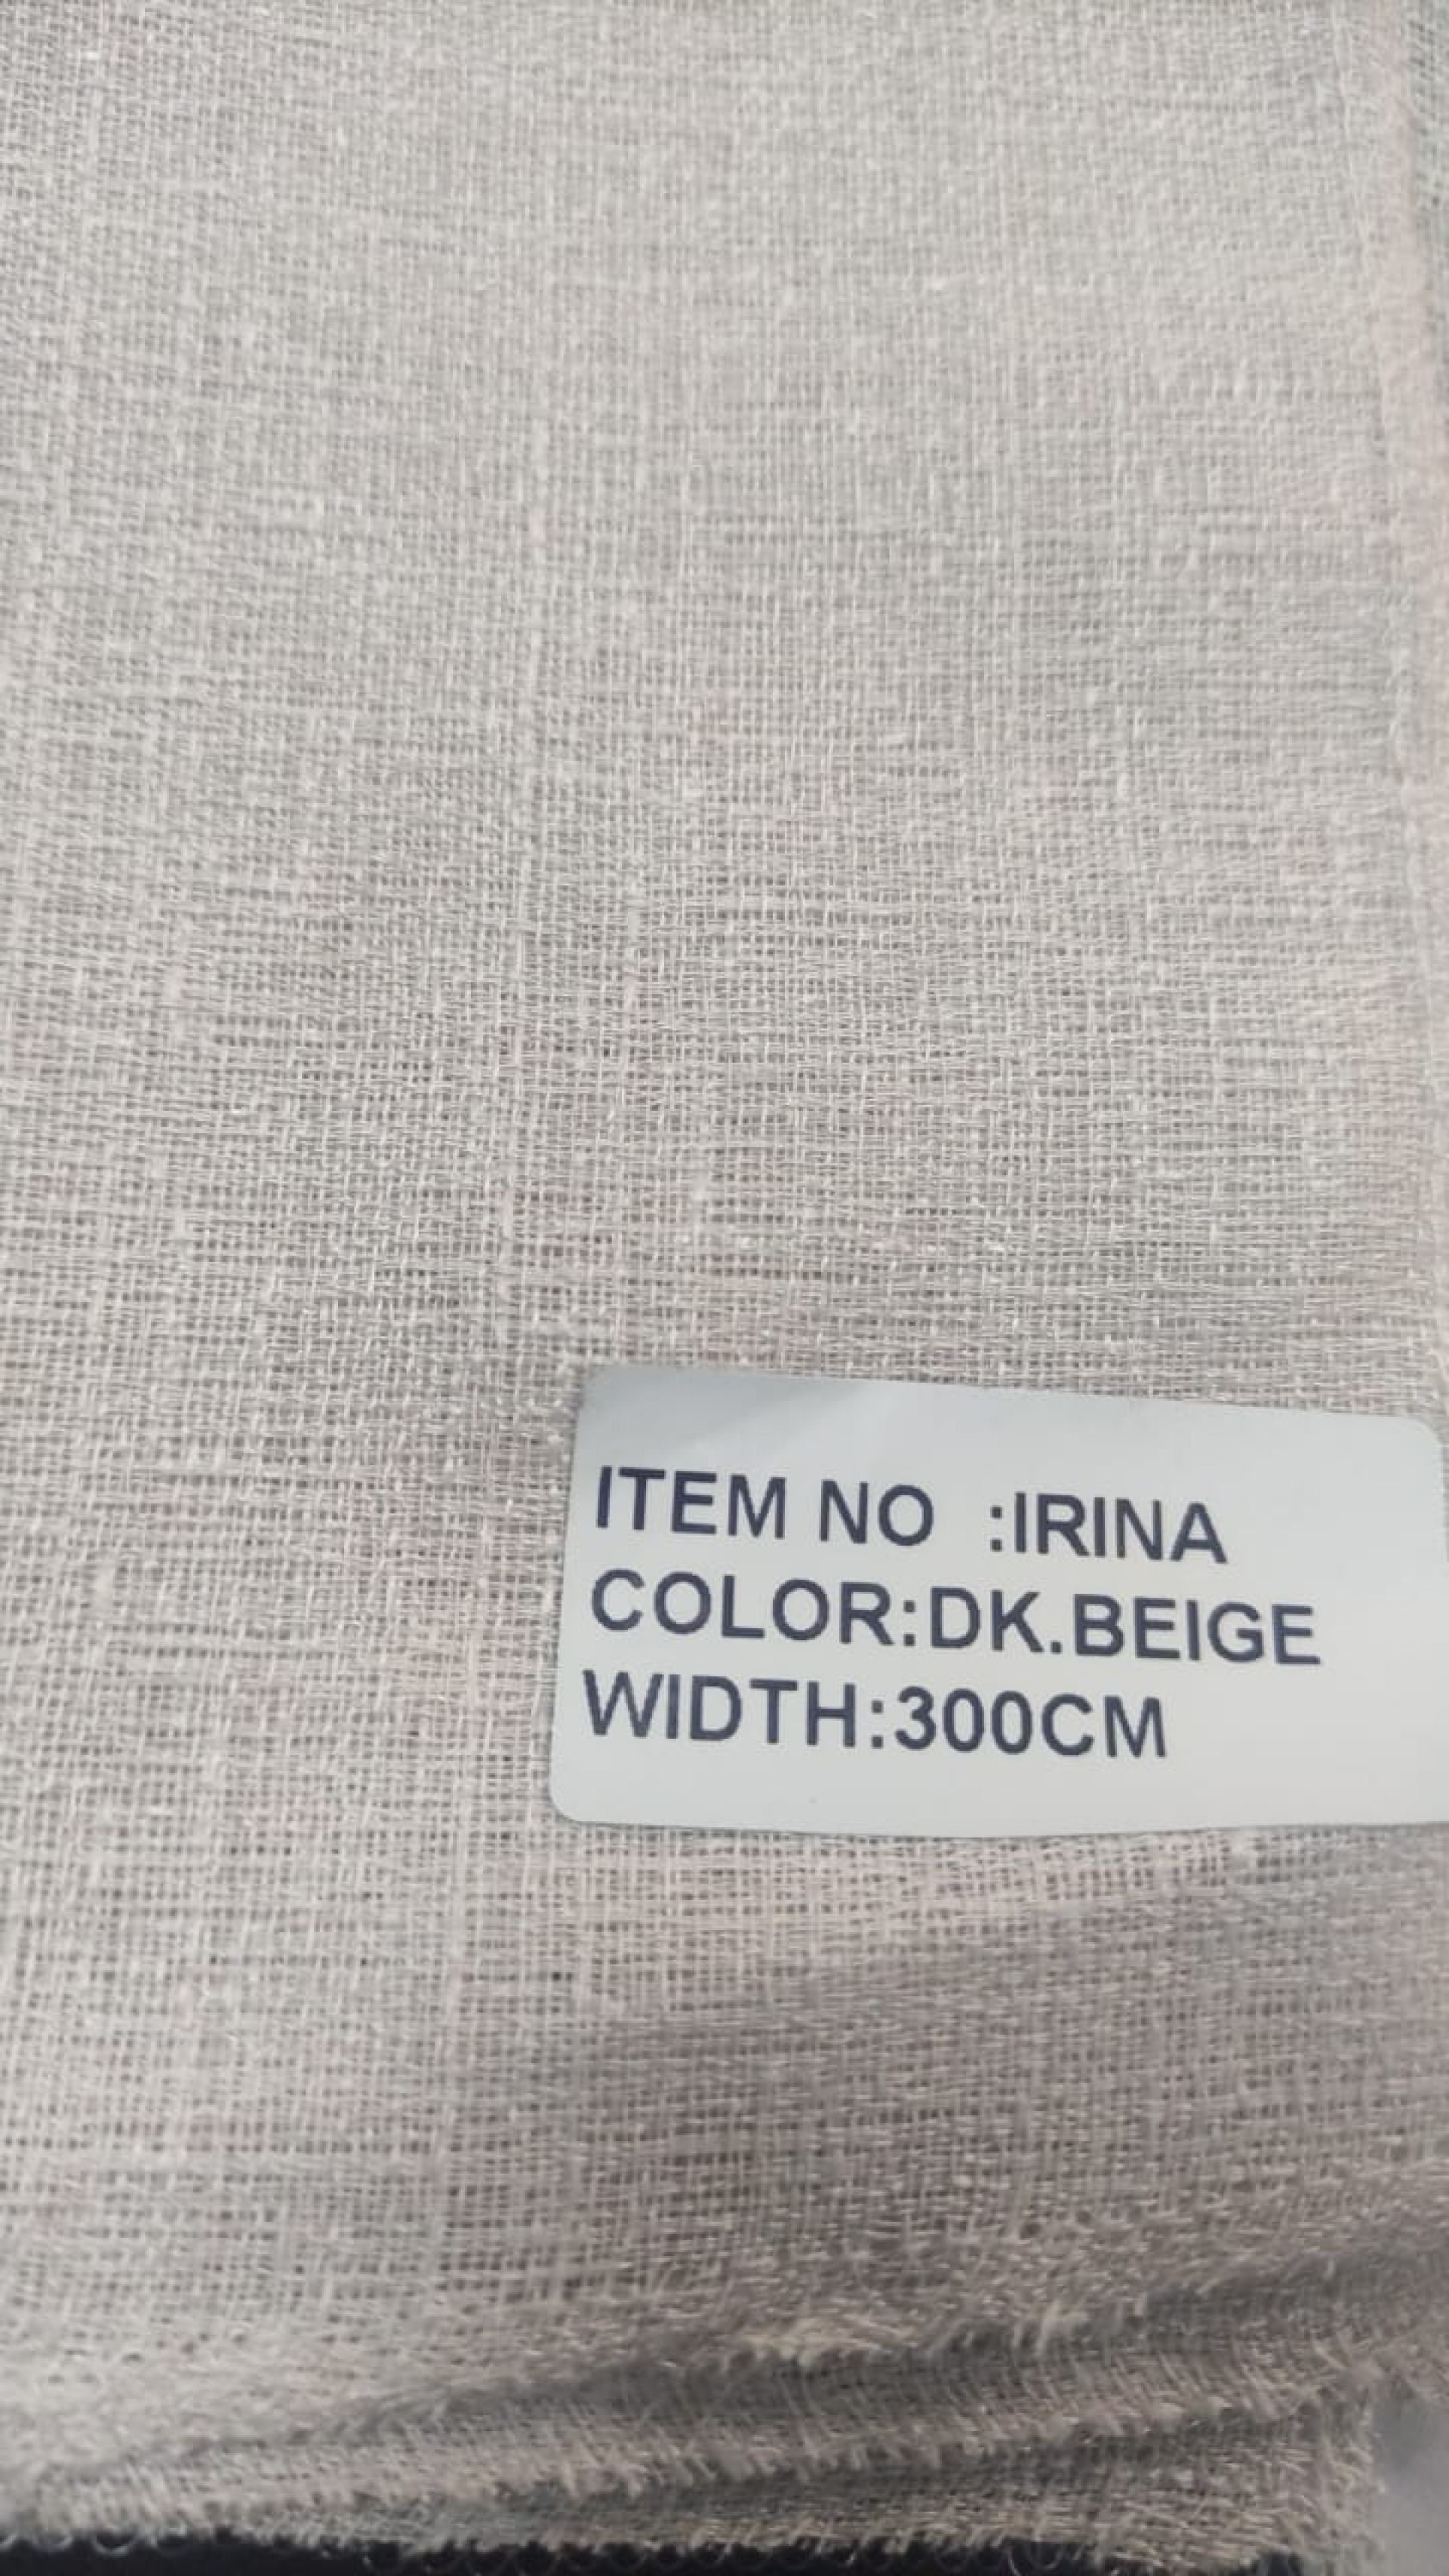 ITEM NO :IRINA
COLOR:DK.BEIGE
WIDTH:300CM